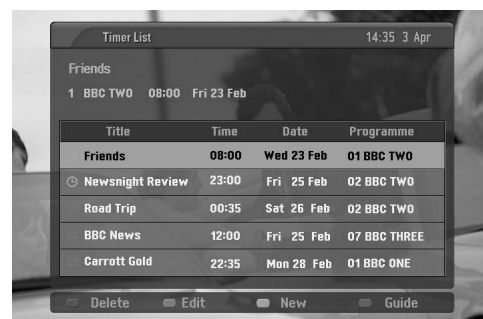 Timer List 14:35 3 Apr
Friends
1 BBC TWO 08:00 Fri 23 Feb
Title Time Date Programme
Friends 08:00 Wed 23 Feb 01 BBC TWO
Newsnight Review 23:00 Fri 25 Feb 02 BBC TWO
Road Trip 00:35 Sat 26 Feb 02 BBC TWO
BBC News 12:00 Fri 25 Feb 07 BBC THREE
Carrott Gold 22:35 Mon 28 Feb 01 BBC ONE
Delete Edit New Guide